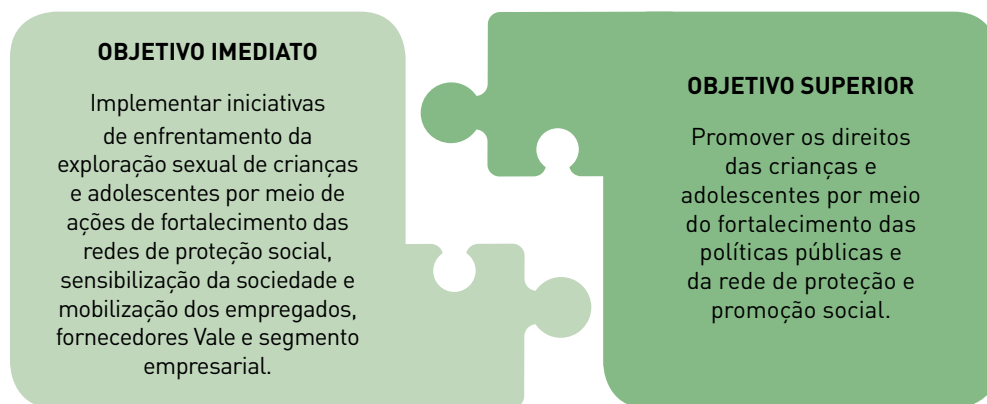 OBJETIVO IMEDIATO
Implementar iniciativas
de enfrentamento da
exploração sexual de crianças
e adolescentes por meio de
ações de fortalecimento das
redes de proteção social,
sensibilização da sociedade e
mobilização dos empregados,
fornecedores Vale e segmento
empresarial.
OBJETIVO SUPERIOR
Promover os direitos
das crianças e
adolescentes por meio
do fortalecimento das
políticas públicas e
da rede de proteção e
promoção social.